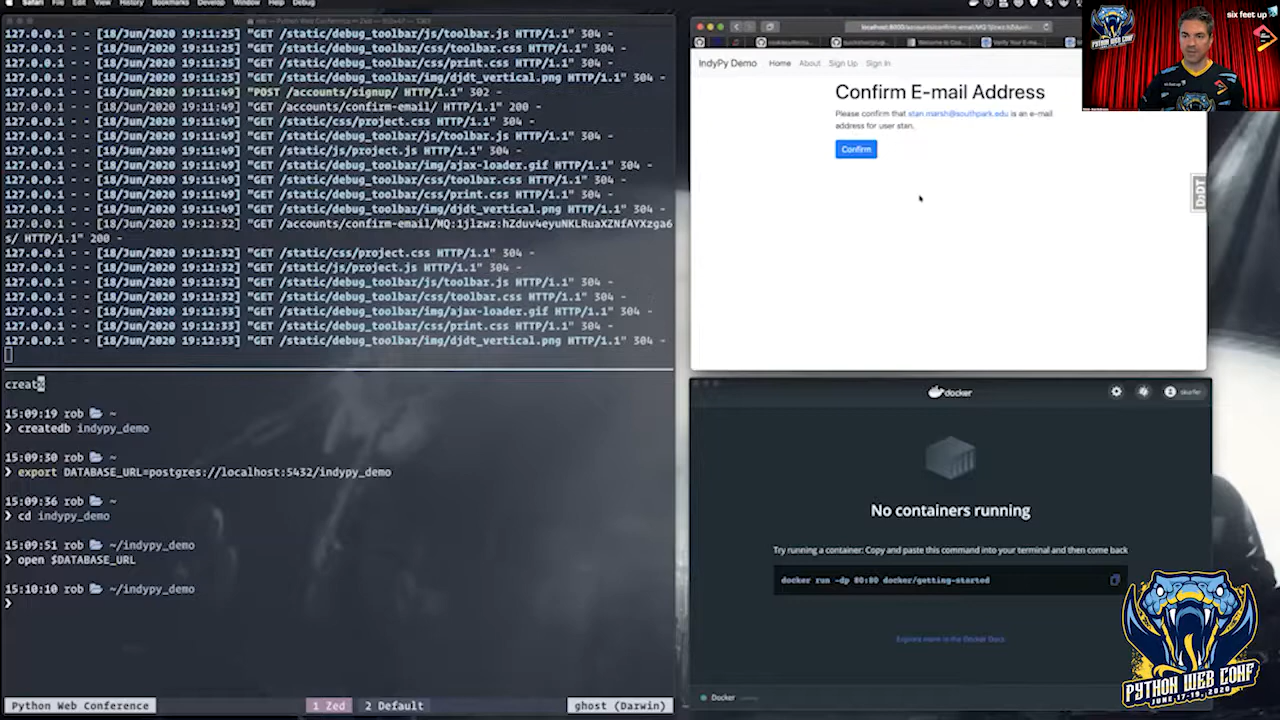 Safari File Edit View History Bookmarks Develop Window Help Debug
127.0.0.1 - - [18/Jun/2020 19:11:25] "GET /static/debug_toolbar/js/toolbar.js HTTP/1.1" 304 -
127.0.0.1 - - [18/Jun/2020 19:11:25] "GET /static/debug_toolbar/css/toolbar.css HTTP/1.1" 304 -
127.0.0.1 - - [18/Jun/2020 19:11:25] "GET /static/debug_toolbar/css/print.css HTTP/1.1" 304 -
127.0.0.1 - - [18/Jun/2020 19:11:25] "GET /static/debug_toolbar/img/djdt_vertical.png HTTP/1.1" 304 -
127.0.0.1 - - [18/Jun/2020 19:11:49] "POST /accounts/signup/ HTTP/1.1" 302 -
127.0.0.1 - - [18/Jun/2020 19:11:49] "GET /accounts/confirm-email/ HTTP/1.1" 200 -
127.0.0.1 - - [18/Jun/2020 19:11:49] "GET /static/css/project.css HTTP/1.1" 304 -
127.0.0.1 - - [18/Jun/2020 19:11:49] "GET /static/debug_toolbar/js/toolbar.js HTTP/1.1" 304 -
127.0.0.1 - - [18/Jun/2020 19:11:49] "GET /static/js/project.js HTTP/1.1" 304 -
127.0.0.1 - - [18/Jun/2020 19:11:49] "GET /static/debug_toolbar/img/ajax-loader.gif HTTP/1.1" 304 -
127.0.0.1 - - [18/Jun/2020 19:11:49] "GET /static/debug_toolbar/css/toolbar.css HTTP/1.1" 304 -
127.0.0.1 - - [18/Jun/2020 19:11:49] "GET /static/debug_toolbar/css/print.css HTTP/1.1" 304 -
127.0.0.1 - - [18/Jun/2020 19:11:49] "GET /static/debug_toolbar/img/djdt_vertical.png HTTP/1.1" 304 -
127.0.0.1 - - [18/Jun/2020 19:12:32] "GET /accounts/confirm-email/MQ:1jlzwz:hZduv4eyuNKLRuaXZNfAYXzga6
s/ HTTP/1.1" 200 -
127.0.0.1 - - [18/Jun/2020 19:12:32] "GET /static/css/project.css HTTP/1.1" 304 -
127.0.0.1 - - [18/Jun/2020 19:12:32] "GET /static/js/project.js HTTP/1.1" 304 -
127.0.0.1 - - [18/Jun/2020 19:12:32] "GET /static/debug_toolbar/js/toolbar.js HTTP/1.1" 304 -
127.0.0.1 - - [18/Jun/2020 19:12:32] "GET /static/debug_toolbar/css/toolbar.css HTTP/1.1" 304 -
127.0.0.1 - - [18/Jun/2020 19:12:32] "GET /static/debug_toolbar/img/ajax-loader.gif HTTP/1.1" 304 -
127.0.0.1 - - [18/Jun/2020 19:12:33] "GET /static/debug_toolbar/css/print.css HTTP/1.1" 304 -
127.0.0.1 - - [18/Jun/2020 19:12:33] "GET /static/debug_toolbar/img/djdt_vertical.png HTTP/1.1" 304 -
15:09:19 rob ~
❯ createdb indypy_demo
15:09:30 rob ~
❯ export DATABASE_URL=postgres://localhost:5432/indypy_demo
15:09:36 rob ~
❯ cd indypy_demo
15:09:51 rob ~/indypy_demo
❯ open $DATABASE_URL
15:10:10 rob ~/indypy_demo
❯
Python Web Conference 1 Zed 2 Default ghost (Darwin)
IndyPy Demo Home About Sign Up Sign In
Confirm E-mail Address
Please confirm that stan.marsh@southpark.edu is an e-mail
address for user stan.
Confirm
DJDT
docker
skurfer
No containers running
Try running a container: Copy and paste this command into your terminal and then come back
docker run -dp 80:80 docker/getting-started
Explore more in the Docker Docs
Docker
six feet up
PYTHON WEB CONF
JUNE 17-19, 2020